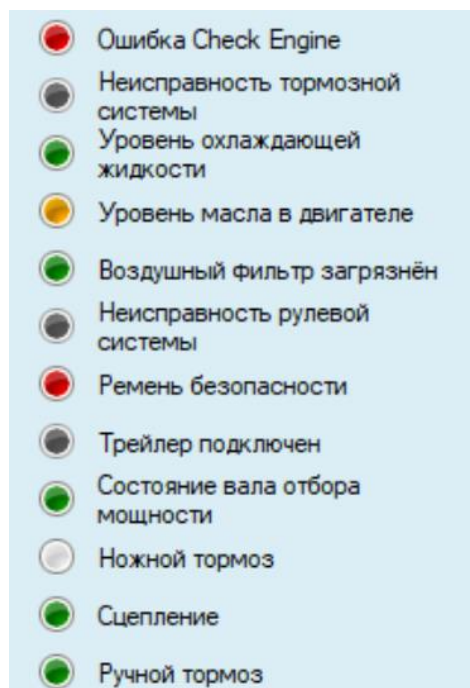 Ошибка Check Engine
Неисправность тормозной
системы
Уровень охлаждающей
жидкости
Уровень масла в двигателе
Воздушный фильтр загрязнён
Неисправность рулевой
системы
Ремень безопасности
Трейлер подключен
Состояние вала отбора
мощности
Ножной тормоз
Сцепление
Ручной тормоз